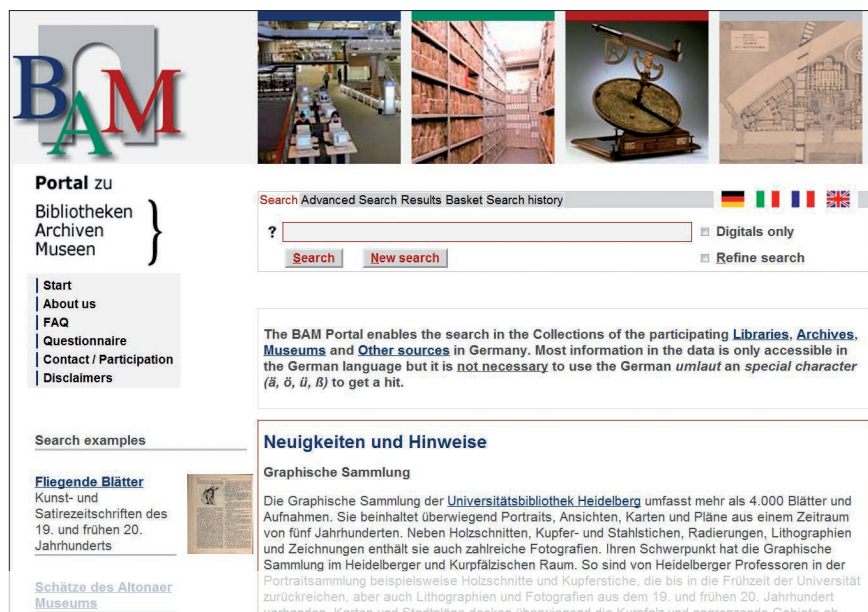 BAM
Portal zu
Bibliotheken
Archiven
Museen
Start
About us
FAQ
Questionnaire
Contact / Participation
Disclaimers
Search Advanced Search Results Basket Search history
?
Digitals only
Search New search
Refine search
The BAM Portal enables the search in the Collections of the participating Libraries, Archives,
Museums and Other sources in Germany. Most information in the data is only accessible in
the German language but it is not necessary to use the German umlaut an special character
(ä, ö, ü, ß) to get a hit.
Search examples
Fliegende Blätter
Kunst- und
Satirezeitschriften des
19. und frühen 20.
Jahrhunderts
Schätze des Altonaer
Museums
Neuigkeiten und Hinweise
Graphische Sammlung
Die Graphische Sammlung der Universitätsbibliothek Heidelberg umfasst mehr als 4.000 Blätter und
Aufnahmen. Sie beinhaltet überwiegend Portraits, Ansichten, Karten und Pläne aus einem Zeitraum
von fünf Jahrhunderten. Neben Holzschnitten, Kupfer- und Stahlstichen, Radierungen, Lithographien
und Zeichnungen enthält sie auch zahlreiche Fotografien. Ihren Schwerpunkt hat die Graphische
Sammlung im Heidelberger und Kurpfälzischen Raum. So sind von Heidelberger Professoren in der
Portraitsammlung beispielsweise Holzschnitte und Kupferstiche, die bis in die Frühzeit der Universität
zurückreichen, aber auch Lithographien und Fotografien aus dem 19. und frühen 20. Jahrhundert